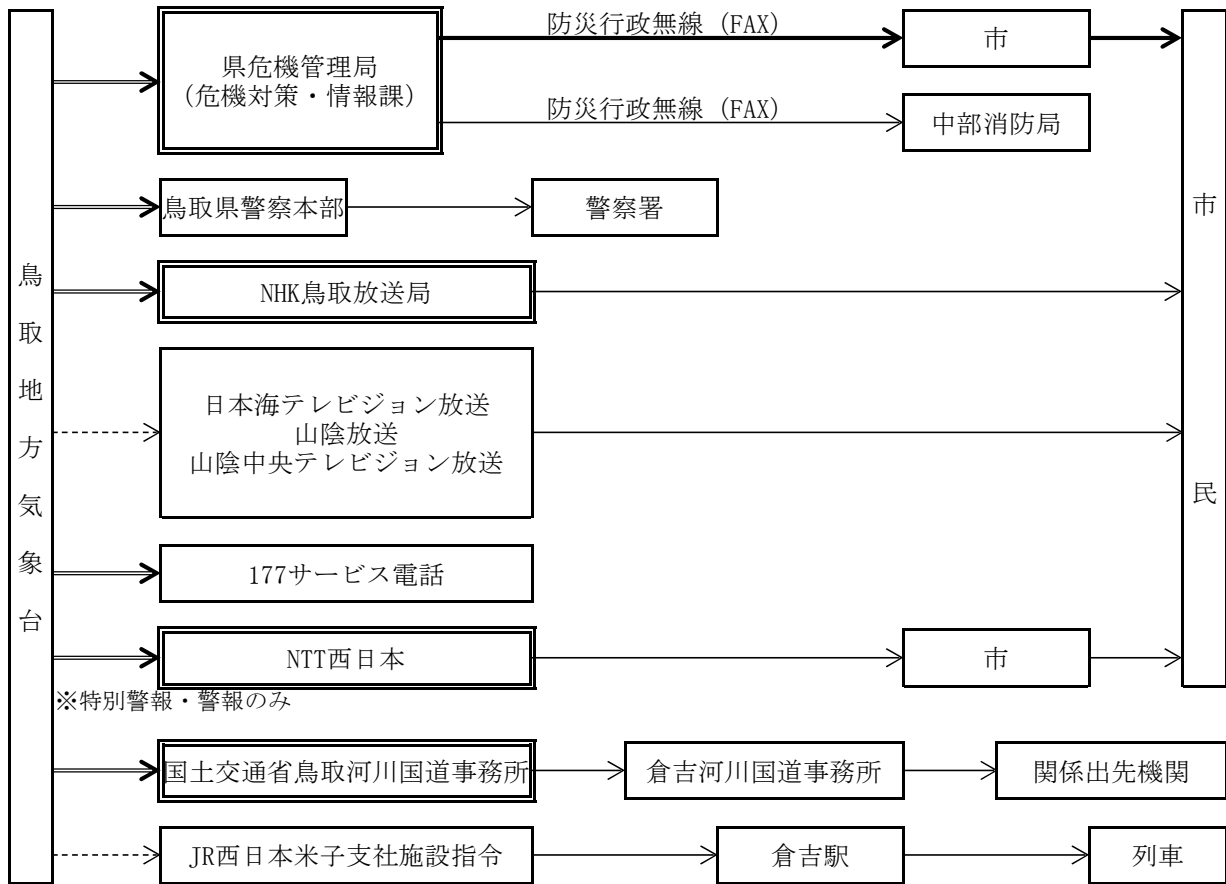 鳥取地方気象台
防災行政無線 (FAX)
県危機管理局
(危機対策・情報課)
市
防災行政無線 (FAX)
中部消防局
鳥取県警察本部
警察署
市民
NHK鳥取放送局
日本海テレビジョン放送
山陰放送
山陰中央テレビジョン放送
177サービス電話
NTT西日本
市
※特別警報・警報のみ
国土交通省鳥取河川国道事務所
倉吉河川国道事務所
関係出先機関
JR西日本米子支社施設指令
倉吉駅
列車